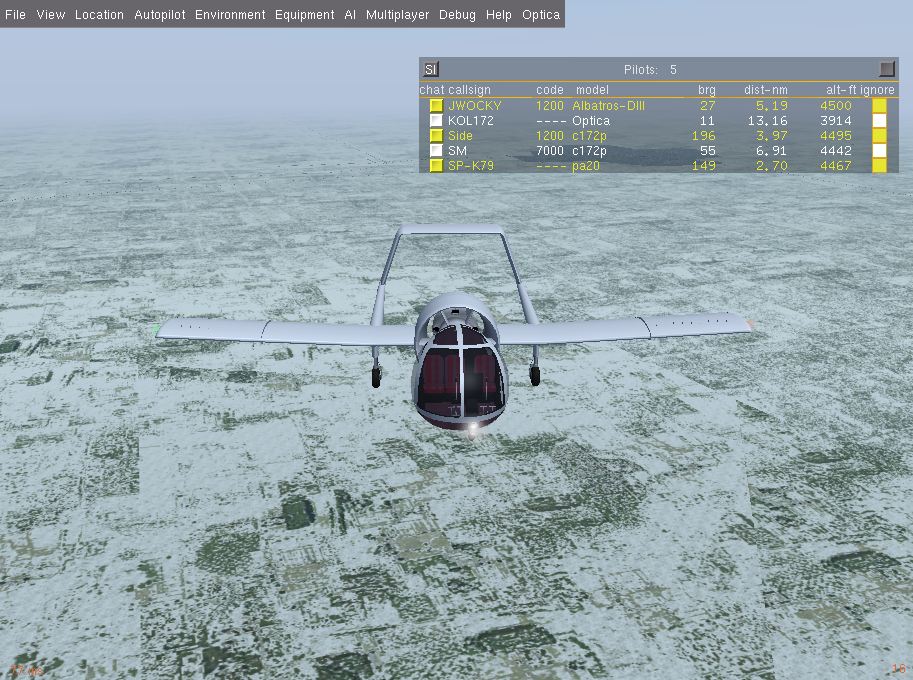 File View Location Autopilot Environment Equipment AI Multiplayer Debug Help Optica
SI Pilots: 5
chat callsign code model brg dist-nm alt-ft ignore
JWOCKY 1200 Albatros-DIII 27 5.19 4500
KOL172 ---- Optica 11 13.16 3914
Side 1200 c172p 196 3.97 4495
SM 7000 c172p 55 6.91 4442
SP-K79 ---- pa20 149 2.70 4467